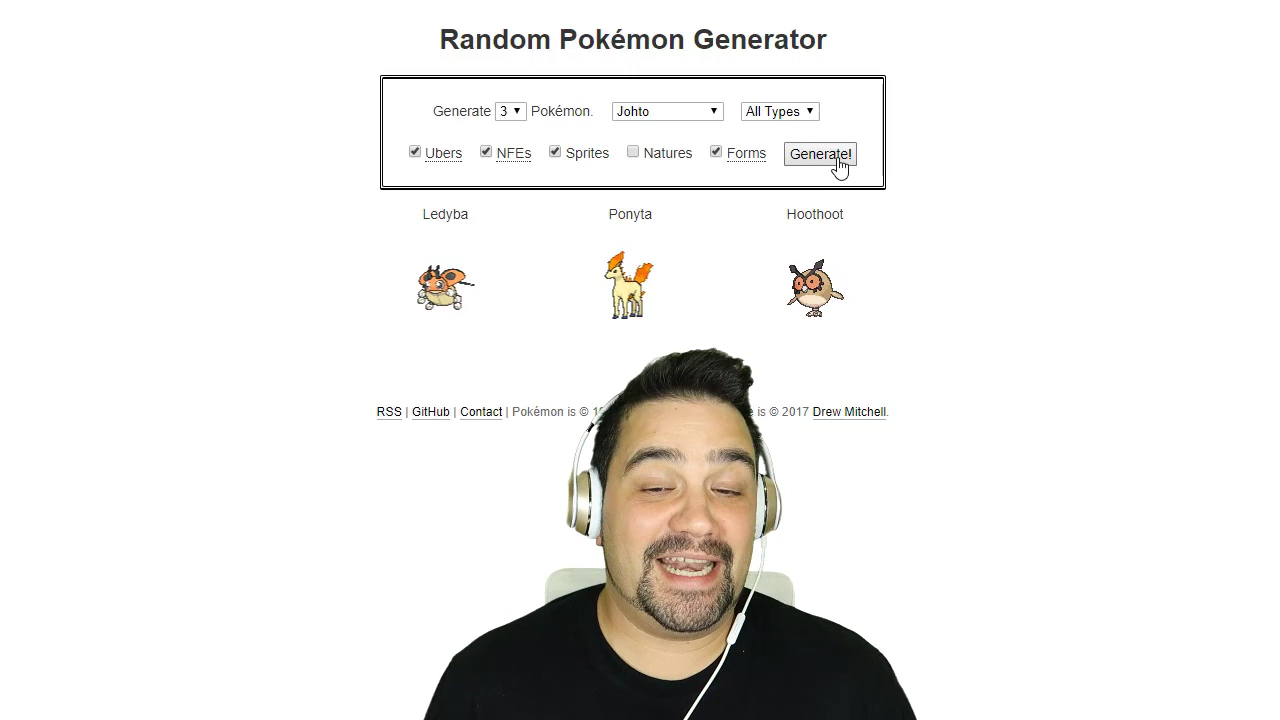 Random Pokémon Generator
Generate 3 Pokémon. Johto All Types
Ubers NFEs Sprites Natures Forms Generate!
Ledyba Ponyta Hoothoot
RSS | GitHub | Contact | Pokémon is © is © 2017 Drew Mitchell.